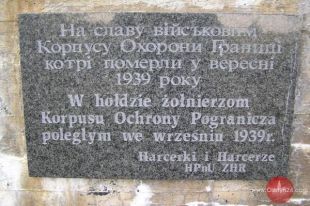 На славу військовим
Корпусу Охорони Границі
котрі померли у вересні
1939 року
W hołdzie żołnierzom
Korpusu Ochrony Pogranicza
poległym we wrześniu 1939r.
Harcerki i Harcerze
HPnU ZHR